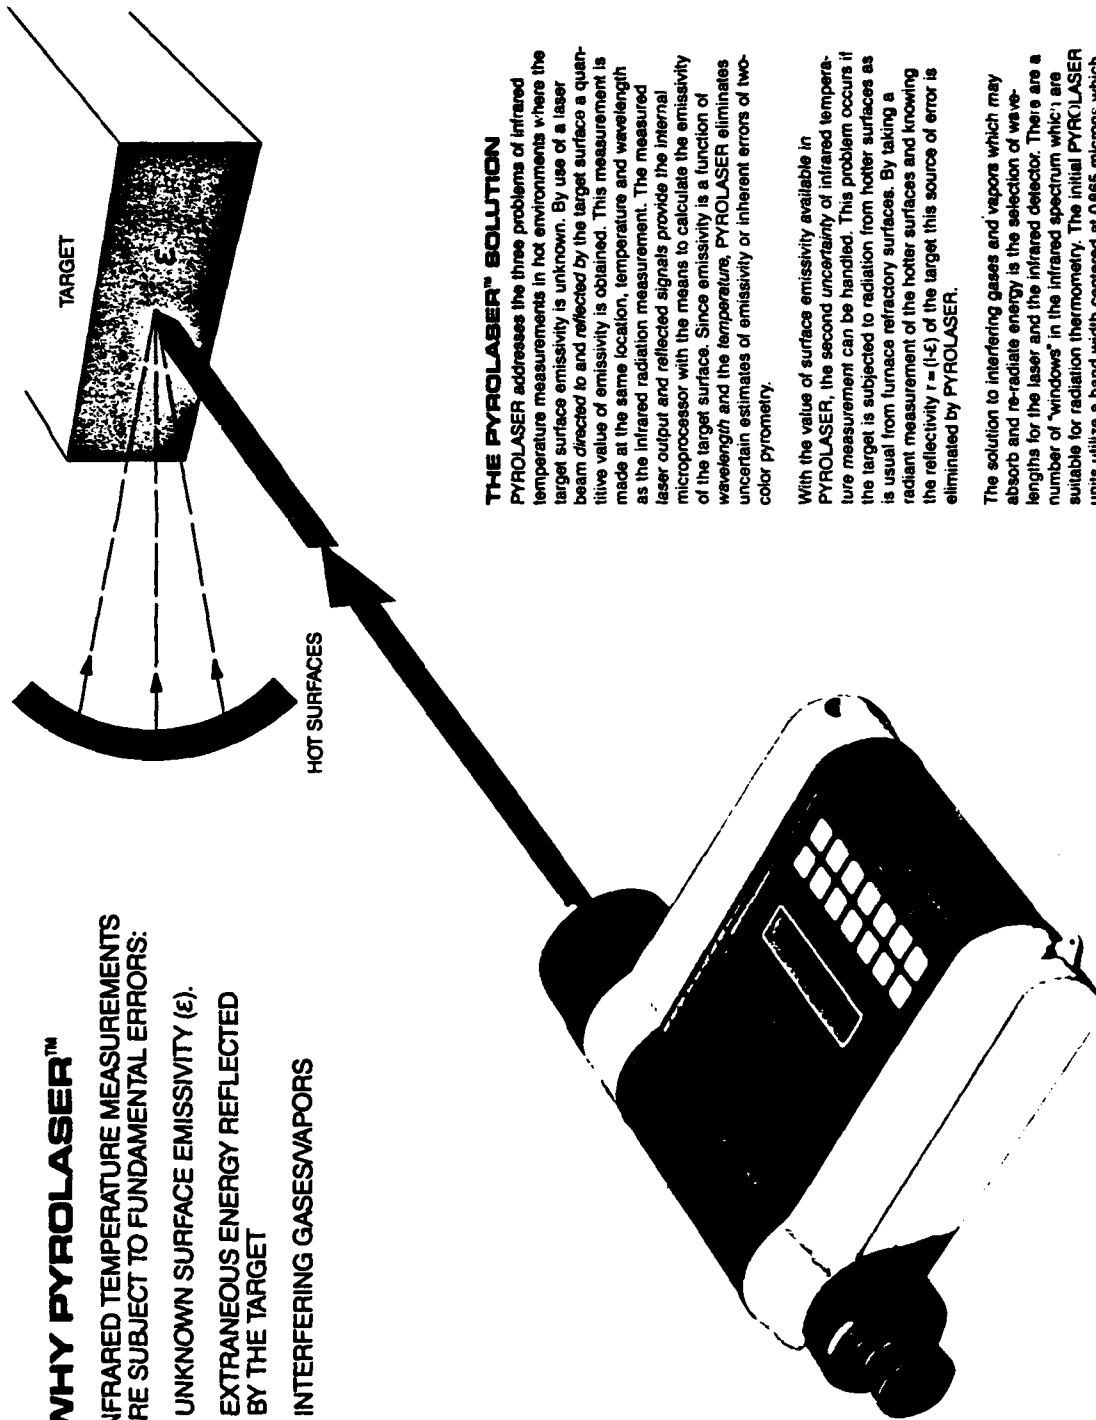 WHY PYROLASER™
NFRARED TEMPERATURE MEASUREMENTS
RE SUBJECT TO FUNDAMENTAL ERRORS:
UNKNOWN SURFACE EMISSIVITY (ε).
EXTRANEOUS ENERGY REFLECTED
BY THE TARGET
INTERFERING GASES/VAPORS
HOT SURFACES
TARGET
ε
THE PYROLASER™ SOLUTION
PYROLASER addresses the three problems of infrared
temperature measurements in hot environments where the
target surface emissivity is unknown. By use of a laser
beam directed to and reflected by the target surface a quan-
titive value of emissivity is obtained. This measurement is
made at the same location, temperature and wavelength
as the infrared radiation measurement. The measured
laser output and reflected signals provide the internal
microprocessor with the means to calculate the emissivity
of the target surface. Since emissivity is a function of
wavelength and the temperature, PYROLASER eliminates
uncertain estimates of emissivity or inherent errors of two-
color pyrometry.
With the value of surface emissivity available in
PYROLASER, the second uncertainty of infrared tempera-
ture measurement can be handled. This problem occurs if
the target is subjected to radiation from hotter surfaces as
is usual from furnace refractory surfaces. By taking a
radiant measurement of the hotter surfaces and knowing
the reflectivity r = (I-ε) of the target this source of error is
eliminated by PYROLASER.
The solution to interfering gases and vapors which may
absorb and re-radiate energy is the selection of wave-
lengths for the laser and the infrared detector. There are a
number of "windows" in the infrared spectrum which are
suitable for radiation thermometry. The initial PYROLASER
units utilize a band width centered at 0.865 micrometer which